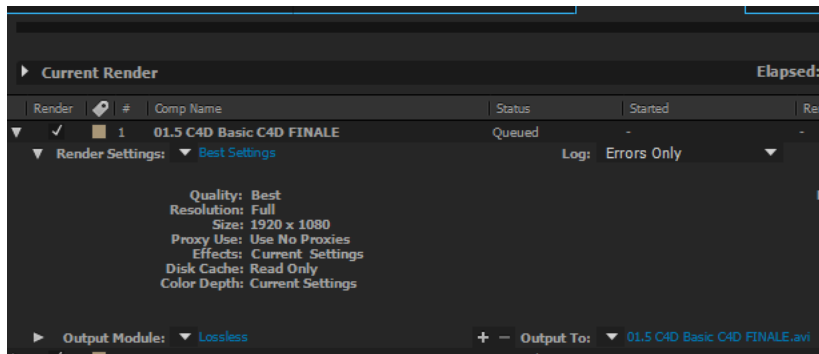 Current Render Elapsed:
Render # Comp Name Status Started
1 01.5 C4D Basic C4D FINALE Queued - -
Render Settings: Best Settings Log: Errors Only
Quality: Best
Resolution: Full
Size: 1920 x 1080
Proxy Use: Use No Proxies
Effects: Current Settings
Disk Cache: Read Only
Color Depth: Current Settings
Output Module: Lossless + − Output To: 01.5 C4D Basic C4D FINALE.avi